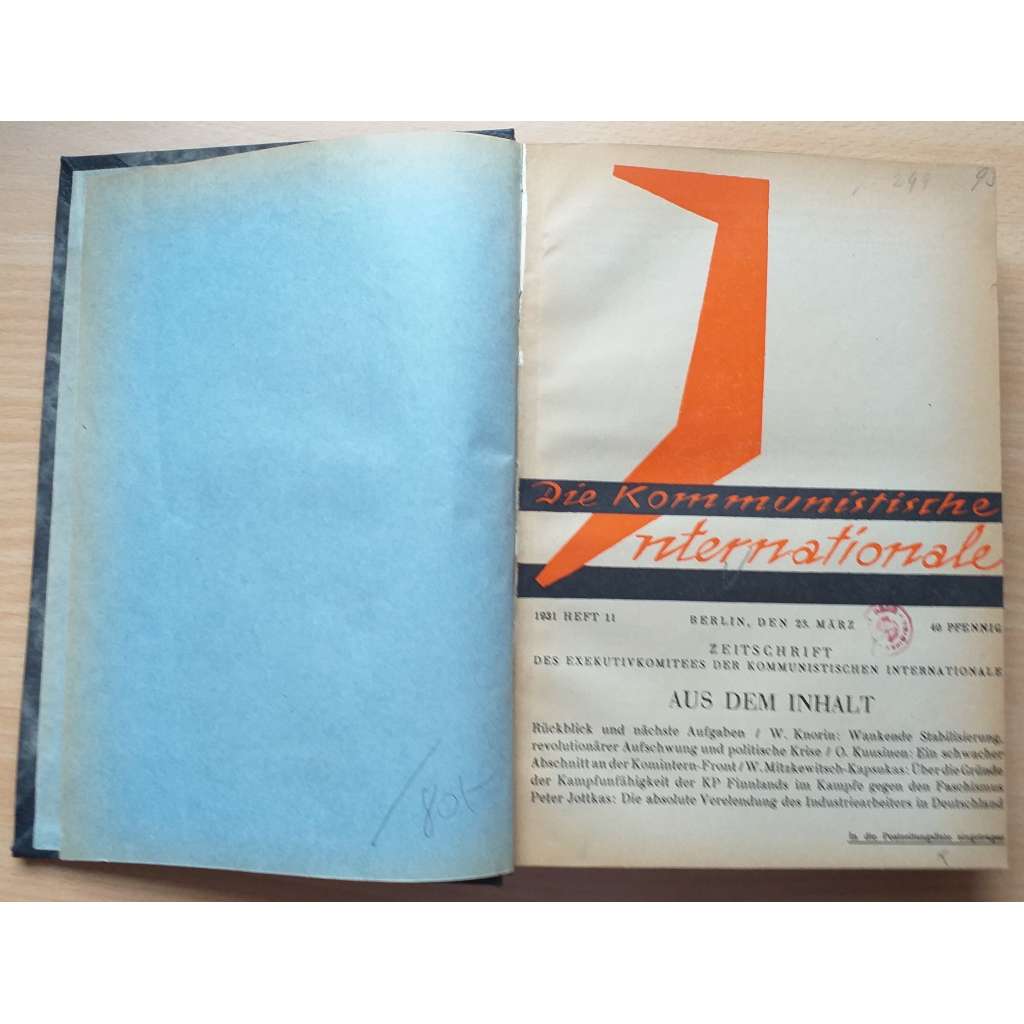 244 93
Die Kommunistische
Internationale
1931 HEFT 11 BERLIN, DEN 23. MÄRZ 40 PFENNIG
ZEITSCHRIFT
DES EXEKUTIVKOMITEES DER KOMMUNISTISCHEN INTERNATIONALE
AUS DEM INHALT
Rückblick und nächste Aufgaben // W. Knorin: Wankende Stabilisierung,
revolutionärer Aufschwung und politische Krise // O. Kuusinen: Ein schwacher
Abschnitt an der Komintern-Front // W. Mitzkewitsch-Kapsukas: Über die Gründe
der Kampfunfähigkeit der KP Finnlands im Kampfe gegen den Faschismus
Peter Jottkas: Die absolute Verelendung des Industriearbeiters in Deutschland
In die Postzeitungsliste eingetragen